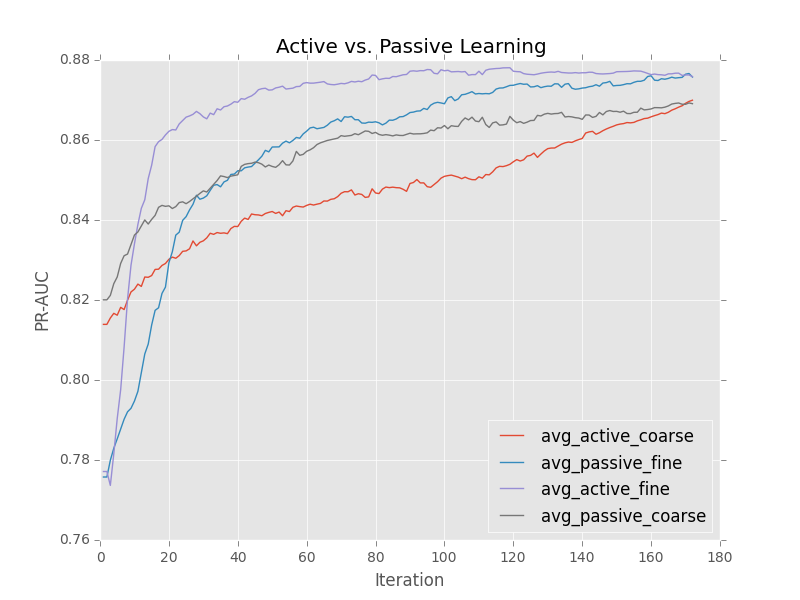 Active vs. Passive Learning
0.88
0.86
0.84
0.82
0.80
0.78
0.76
PR-AUC
0 20 40 60 80 100 120 140 160 180
Iteration
avg_active_coarse
avg_passive_fine
avg_active_fine
avg_passive_coarse